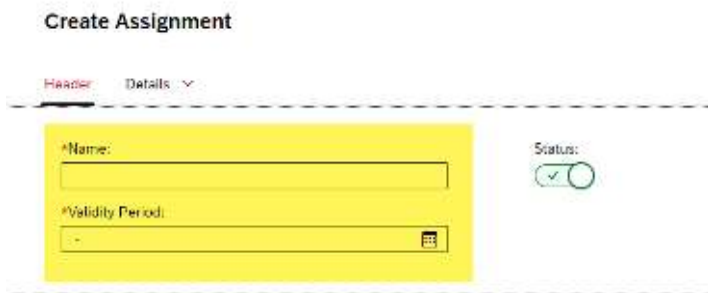 Create Assignment
Header Details
*Name: Status:
*Validity Period:
-